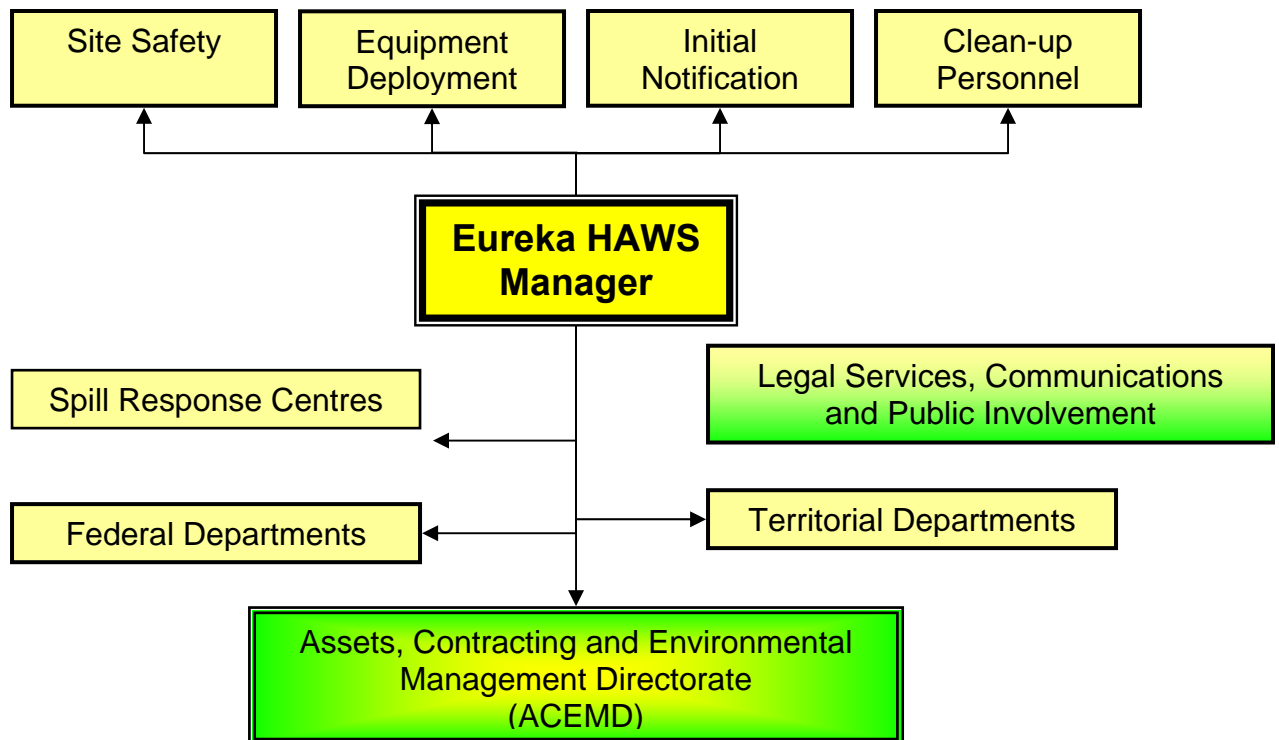 Site Safety
Equipment
Deployment
Initial
Notification
Clean-up
Personnel
Eureka HAWS
Manager
Spill Response Centres
Legal Services, Communications
and Public Involvement
Federal Departments
Territorial Departments
Assets, Contracting and Environmental
Management Directorate
(ACEMD)